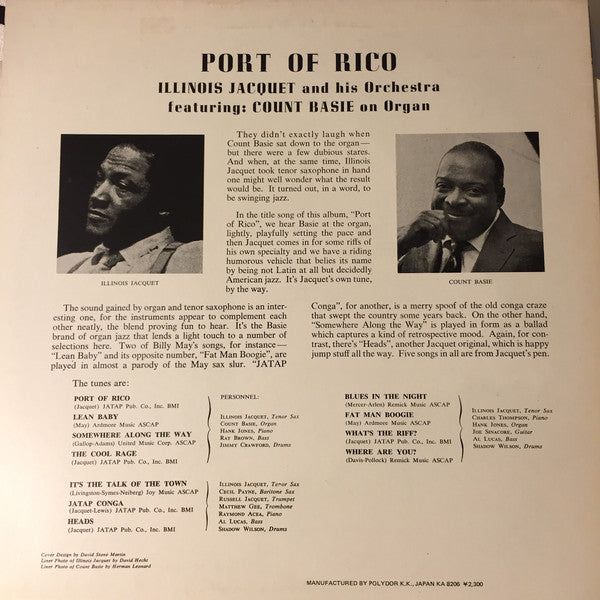 PORT OF RICO
ILLINOIS JACQUET and his Orchestra
featuring: COUNT BASIE on Organ
They didn't exactly laugh when
Count Basie sat down to the organ—
but there were a few dubious stares.
And when, at the same time, Illinois
Jacquet took tenor saxophone in hand
one might well wonder what the result
would be. It turned out, in a word, to
be swinging jazz.
In the title song of this album, "Port
of Rico", we hear Basie at the organ,
lightly, playfully setting the pace and
then Jacquet comes in for some riffs of
his own specialty and we have a riding
humorous vehicle that belies its name
by being not Latin at all but decidedly
American jazz. It's Jacquet's own tune,
by the way.
ILLINOIS JACQUET
COUNT BASIE
The sound gained by organ and tenor saxophone is an inter-
esting one, for the instruments appear to complement each
other neatly, the blend proving fun to hear. It's the Basie
brand of organ jazz that lends a light touch to a number of
selections here. Two of Billy May's songs, for instance—
"Lean Baby" and its opposite number, "Fat Man Boogie", are
played in almost a parody of the May sax slur. "JATAP
Conga", for another, is a merry spoof of the old conga craze
that swept the country some years back. On the other hand,
"Somewhere Along the Way" is played in form as a ballad
which captures a kind of retrospective mood. Again, for con-
trast, there's "Heads", another Jacquet original, which is happy
jump stuff all the way. Five songs in all are from Jacquet's pen.
The tunes are:
PORT OF RICO
(Jacquet) JATAP Pub. Co., Inc. BMI
LEAN BABY
(May) Ardmore Music ASCAP
SOMEWHERE ALONG THE WAY
(Gallop-Adams) United Music Corp. ASCAP
THE COOL RAGE
(Jacquet) JATAP Pub. Co., Inc. BMI
PERSONNEL:
ILLINOIS JACQUET, Tenor Sax
COUNT BASIE, Organ
HANK JONES, Piano
RAY BROWN, Bass
JIMMY CRAWFORD, Drums
IT'S THE TALK OF THE TOWN
(Livingston-Symes-Neiberg) Joy Music ASCAP
JATAP CONGA
(Jacquet-Lewis) JATAP Pub. Co., Inc. BMI
HEADS
(Jacquet) JATAP Pub. Co., Inc. BMI
ILLINOIS JACQUET, Tenor Sax
CECIL PAYNE, Baritone Sax
RUSSELL JACQUET, Trumpet
MATTHEW GEE, Trombone
RAYMOND ACEA, Piano
AL LUCAS, Bass
SHADOW WILSON, Drums
BLUES IN THE NIGHT
(Mercer-Arlen) Remick Music ASCAP
FAT MAN BOOGIE
(May) Ardmore Music ASCAP
WHAT'S THE RIFF?
(Jacquet) JATAP Pub. Co., Inc. BMI
WHERE ARE YOU?
(Davis-Pollock) Remick Music ASCAP
ILLINOIS JACQUET, Tenor Sax
CHARLES THOMPSON, Piano
HANK JONES, Organ
JOE SINACORE, Guitar
AL LUCAS, Bass
SHADOW WILSON, Drums
Cover Design by David Stone Martin
Liner Photo of Illinois Jacquet by David Hecht
Liner Photo of Count Basie by Herman Leonard
MANUFACTURED BY POLYDOR K.K., JAPAN KA 8206 ¥2,300